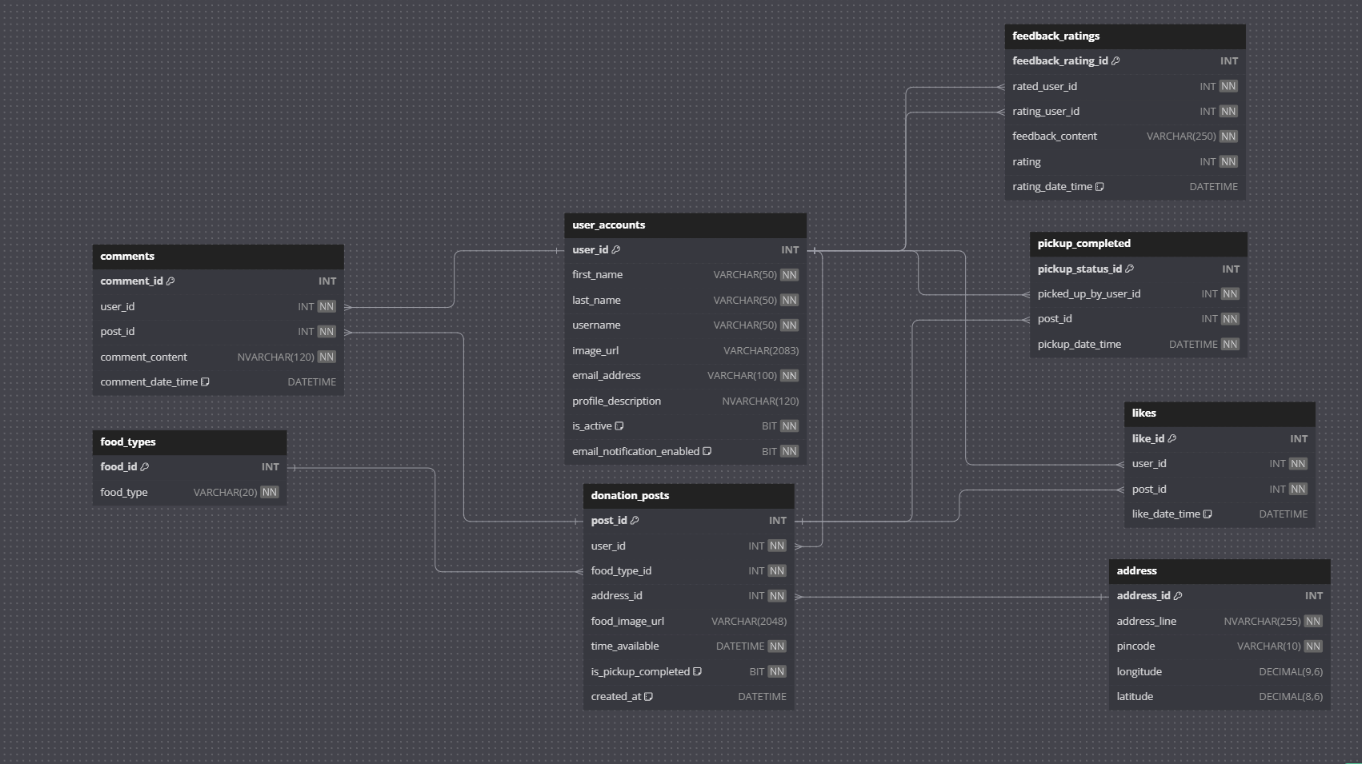 feedback_ratings
feedback_rating_id INT
rated_user_id INT NN
rating_user_id INT NN
feedback_content VARCHAR(250) NN
rating INT NN
rating_date_time DATETIME
user_accounts
user_id INT
first_name VARCHAR(50) NN
last_name VARCHAR(50) NN
username VARCHAR(50) NN
image_url VARCHAR(2083)
email_address VARCHAR(100) NN
profile_description NVARCHAR(120)
is_active BIT NN
email_notification_enabled BIT NN
pickup_completed
pickup_status_id INT
picked_up_by_user_id INT NN
post_id INT NN
pickup_date_time DATETIME NN
comments
comment_id INT
user_id INT NN
post_id INT NN
comment_content NVARCHAR(120) NN
comment_date_time DATETIME
likes
like_id INT
user_id INT NN
post_id INT NN
like_date_time DATETIME
food_types
food_id INT
food_type VARCHAR(20) NN
donation_posts
post_id INT
user_id INT NN
food_type_id INT NN
address_id INT NN
food_image_url VARCHAR(2048)
time_available DATETIME NN
is_pickup_completed BIT NN
created_at DATETIME
address
address_id INT
address_line NVARCHAR(255) NN
pincode VARCHAR(10) NN
longitude DECIMAL(9,6)
latitude DECIMAL(8,6)